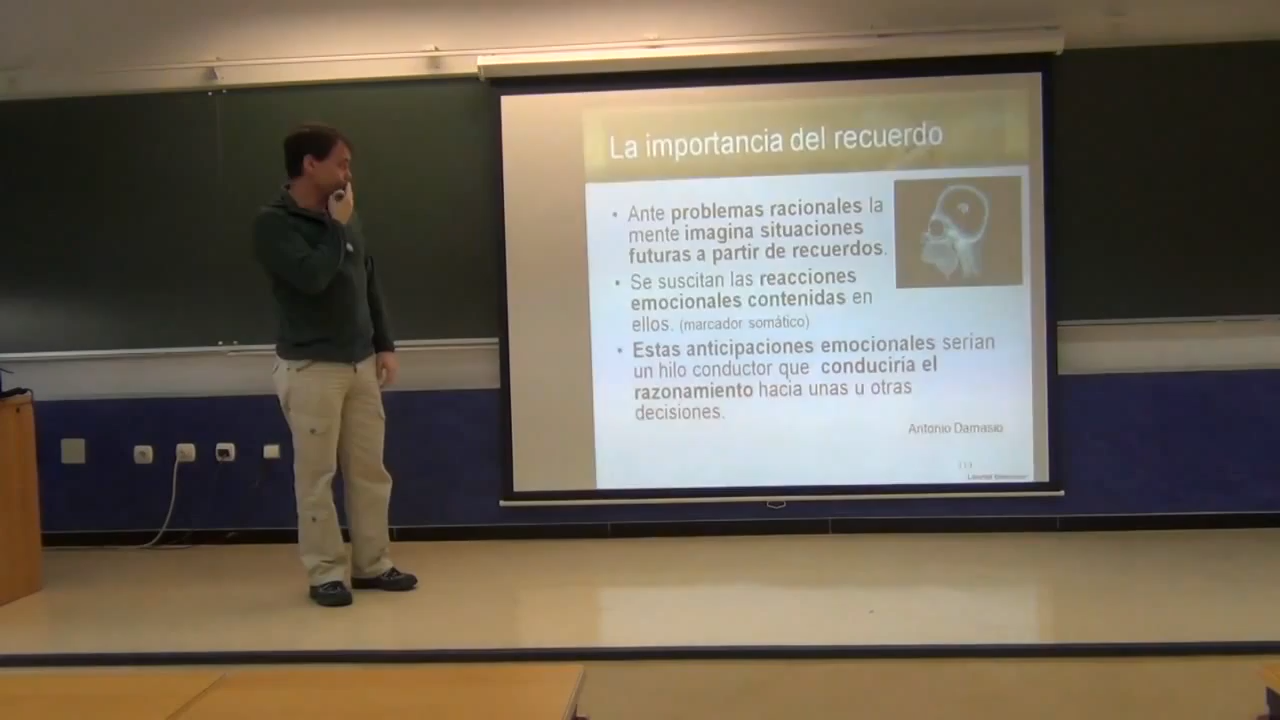 La importancia del recuerdo
• Ante problemas racionales la
mente imagina situaciones
futuras a partir de recuerdos.
• Se suscitan las reacciones
emocionales contenidas en
ellos. (marcador somático)
• Estas anticipaciones emocionales serian
un hilo conductor que conduciría el
razonamiento hacia unas u otras
decisiones.
Antonio Damasio